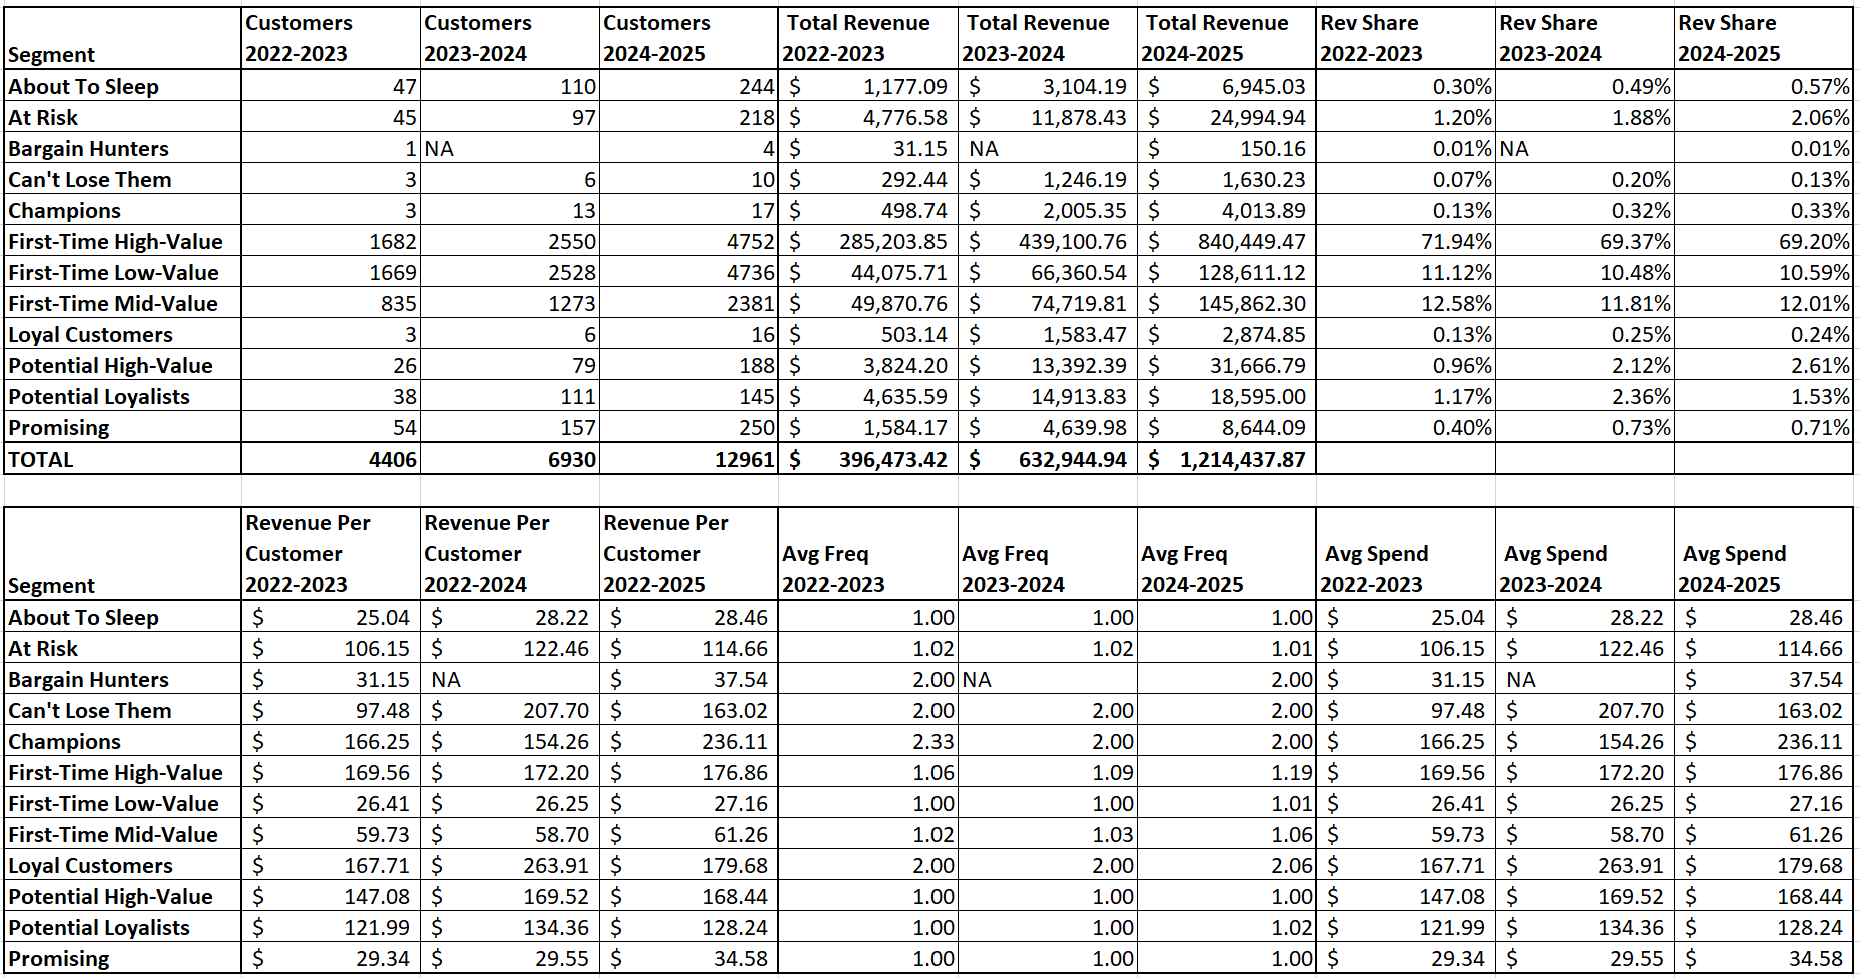 Segment Customers 2022-2023 Customers 2023-2024 Customers 2024-2025 Total Revenue 2022-2023 Total Revenue 2023-2024 Total Revenue 2024-2025 Rev Share 2022-2023 Rev Share 2023-2024 Rev Share 2024-2025
About To Sleep 47 110 244 $ 1,177.09 $ 3,104.19 $ 6,945.03 0.30% 0.49% 0.57%
At Risk 45 97 218 $ 4,776.58 $ 11,878.43 $ 24,994.94 1.20% 1.88% 2.06%
Bargain Hunters 1 NA 4 $ 31.15 NA $ 150.16 0.01% NA 0.01%
Can't Lose Them 3 6 10 $ 292.44 $ 1,246.19 $ 1,630.23 0.07% 0.20% 0.13%
Champions 3 13 17 $ 498.74 $ 2,005.35 $ 4,013.89 0.13% 0.32% 0.33%
First-Time High-Value 1682 2550 4752 $ 285,203.85 $ 439,100.76 $ 840,449.47 71.94% 69.37% 69.20%
First-Time Low-Value 1669 2528 4736 $ 44,075.71 $ 66,360.54 $ 128,611.12 11.12% 10.48% 10.59%
First-Time Mid-Value 835 1273 2381 $ 49,870.76 $ 74,719.81 $ 145,862.30 12.58% 11.81% 12.01%
Loyal Customers 3 6 16 $ 503.14 $ 1,583.47 $ 2,874.85 0.13% 0.25% 0.24%
Potential High-Value 26 79 188 $ 3,824.20 $ 13,392.39 $ 31,666.79 0.96% 2.12% 2.61%
Potential Loyalists 38 111 145 $ 4,635.59 $ 14,913.83 $ 18,595.00 1.17% 2.36% 1.53%
Promising 54 157 250 $ 1,584.17 $ 4,639.98 $ 8,644.09 0.40% 0.73% 0.71%
TOTAL 4406 6930 12961 $ 396,473.42 $ 632,944.94 $ 1,214,437.87
Segment Revenue Per Customer 2022-2023 Revenue Per Customer 2022-2024 Revenue Per Customer 2022-2025 Avg Freq 2022-2023 Avg Freq 2023-2024 Avg Freq 2024-2025 Avg Spend 2022-2023 Avg Spend 2023-2024 Avg Spend 2024-2025
About To Sleep $ 25.04 $ 28.22 $ 28.46 1.00 1.00 1.00 $ 25.04 $ 28.22 $ 28.46
At Risk $ 106.15 $ 122.46 $ 114.66 1.02 1.02 1.01 $ 106.15 $ 122.46 $ 114.66
Bargain Hunters $ 31.15 NA $ 37.54 2.00 NA 2.00 $ 31.15 NA $ 37.54
Can't Lose Them $ 97.48 $ 207.70 $ 163.02 2.00 2.00 2.00 $ 97.48 $ 207.70 $ 163.02
Champions $ 166.25 $ 154.26 $ 236.11 2.33 2.00 2.00 $ 166.25 $ 154.26 $ 236.11
First-Time High-Value $ 169.56 $ 172.20 $ 176.86 1.06 1.09 1.19 $ 169.56 $ 172.20 $ 176.86
First-Time Low-Value $ 26.41 $ 26.25 $ 27.16 1.00 1.00 1.01 $ 26.41 $ 26.25 $ 27.16
First-Time Mid-Value $ 59.73 $ 58.70 $ 61.26 1.02 1.03 1.06 $ 59.73 $ 58.70 $ 61.26
Loyal Customers $ 167.71 $ 263.91 $ 179.68 2.00 2.00 2.06 $ 167.71 $ 263.91 $ 179.68
Potential High-Value $ 147.08 $ 169.52 $ 168.44 1.00 1.00 1.00 $ 147.08 $ 169.52 $ 168.44
Potential Loyalists $ 121.99 $ 134.36 $ 128.24 1.00 1.00 1.02 $ 121.99 $ 134.36 $ 128.24
Promising $ 29.34 $ 29.55 $ 34.58 1.00 1.00 1.00 $ 29.34 $ 29.55 $ 34.58